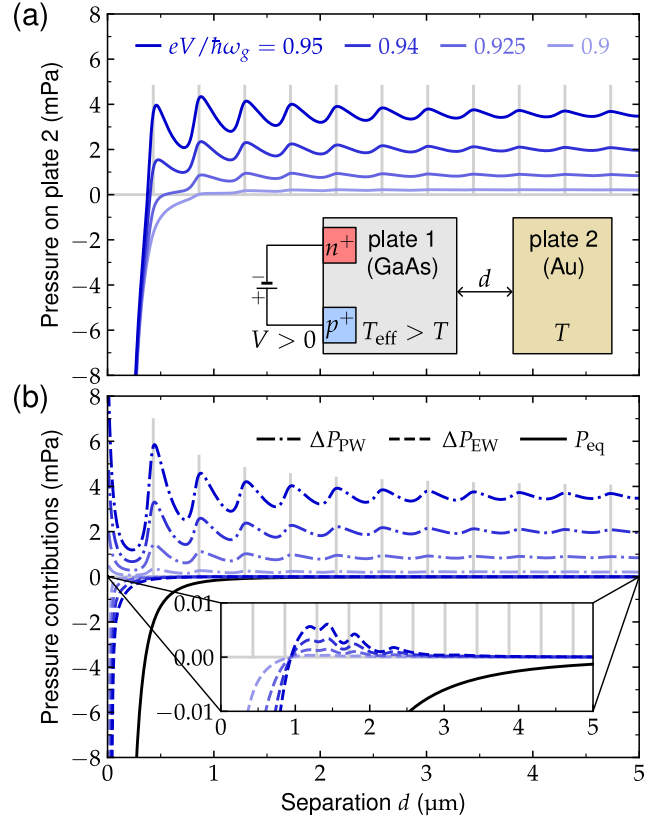 (a)
eV/ℏω_g = 0.95 0.94 0.925 0.9
Pressure on plate 2 (mPa)
8
6
4
2
0
−2
−4
−6
−8
n⁺
plate 1
(GaAs)
plate 2
(Au)
d
−
+
p⁺
V > 0
T_eff > T
T
(b)
ΔP_PW ΔP_EW P_eq
Pressure contributions (mPa)
8
6
4
2
0
−2
−4
−6
−8
0.01
0.00
−0.01
0 1 2 3 4 5
0 1 2 3 4 5
Separation d (μm)